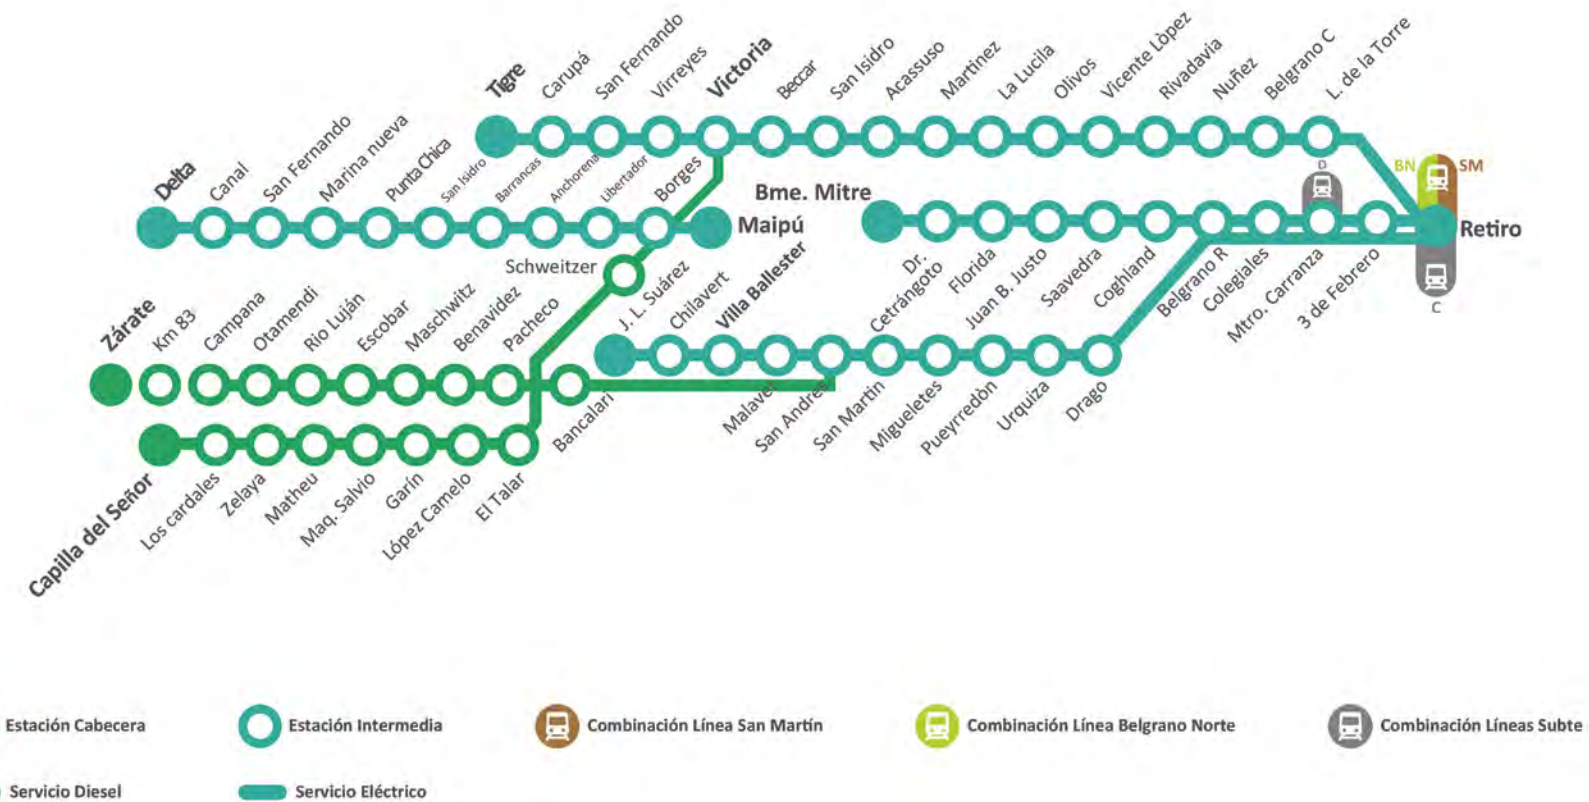 Tigre
Carupá
San Fernando
Virreyes
Victoria
Beccar
San Isidro
Acassuso
Martinez
La Lucila
Olivos
Vicente Lòpez
Rivadavia
Nuñez
Belgrano C
L. de la Torre
Delta
Canal
San Fernando
Marina nueva
Punta Chica
San Isidro
Barrancas
Anchorena
Libertador
Borges
Maipú
Bme. Mitre
Dr.
Cetrángoto
Florida
Juan B. Justo
Saavedra
Coghland
Belgrano R
Colegiales
Mtro. Carranza
3 de Febrero
D
BN
SM
Retiro
C
Schweitzer
J. L. Suárez
Chilavert
Villa Ballester
Malaver
San Andres
San Martin
Migueletes
Pueyrredòn
Urquiza
Drago
Zárate
Km 83
Campana
Otamendi
Rio Luján
Escobar
Maschwitz
Benavidez
Pacheco
Bancalari
Capilla del Señor
Los cardales
Zelaya
Matheu
Maq. Salvio
Garín
López Camelo
El Talar
Estación Cabecera
Estación Intermedia
Combinación Línea San Martín
Combinación Línea Belgrano Norte
Combinación Líneas Subte
Servicio Diesel
Servicio Eléctrico